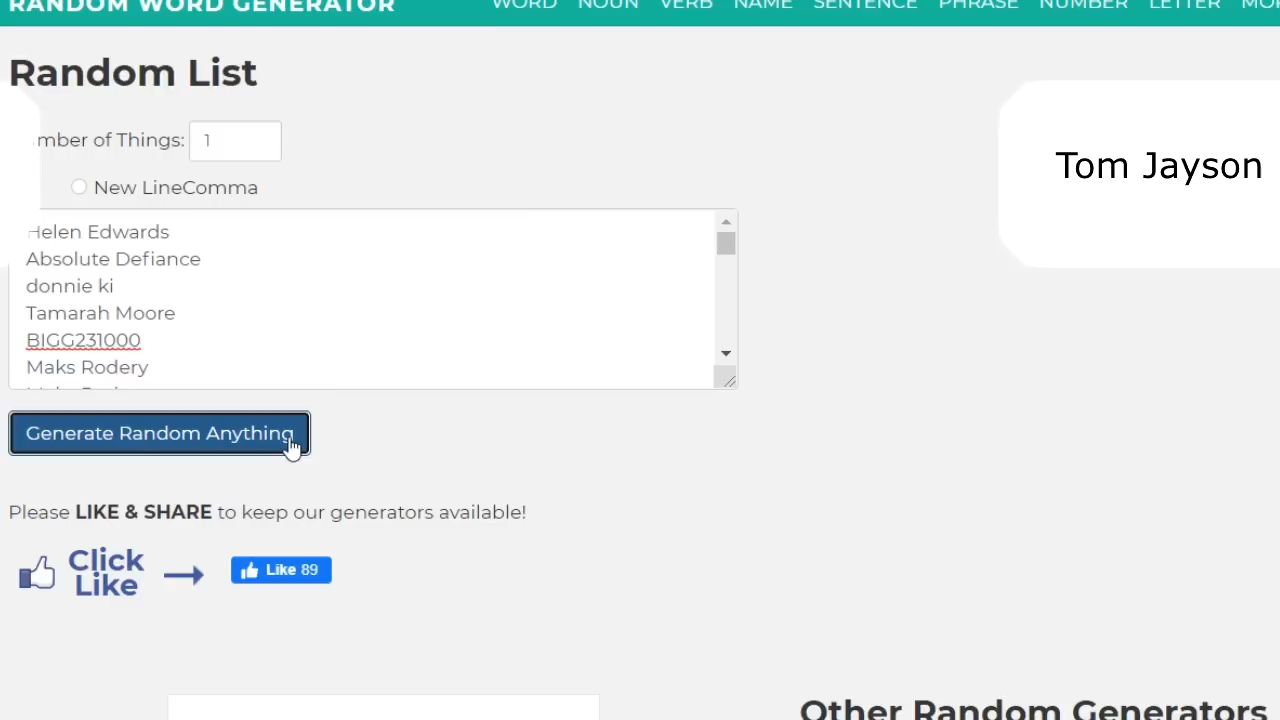 RANDOM WORD GENERATOR
WORD NOUN VERB NAME SENTENCE PHRASE NUMBER LETTER
Random List
mber of Things: 1
New LineComma
Tom Jayson
Helen Edwards
Absolute Defiance
donnie ki
Tamarah Moore
BIGG231000
Maks Rodery
Generate Random Anything
Please LIKE & SHARE to keep our generators available!
Click
Like
Like 89
Other Random Generators